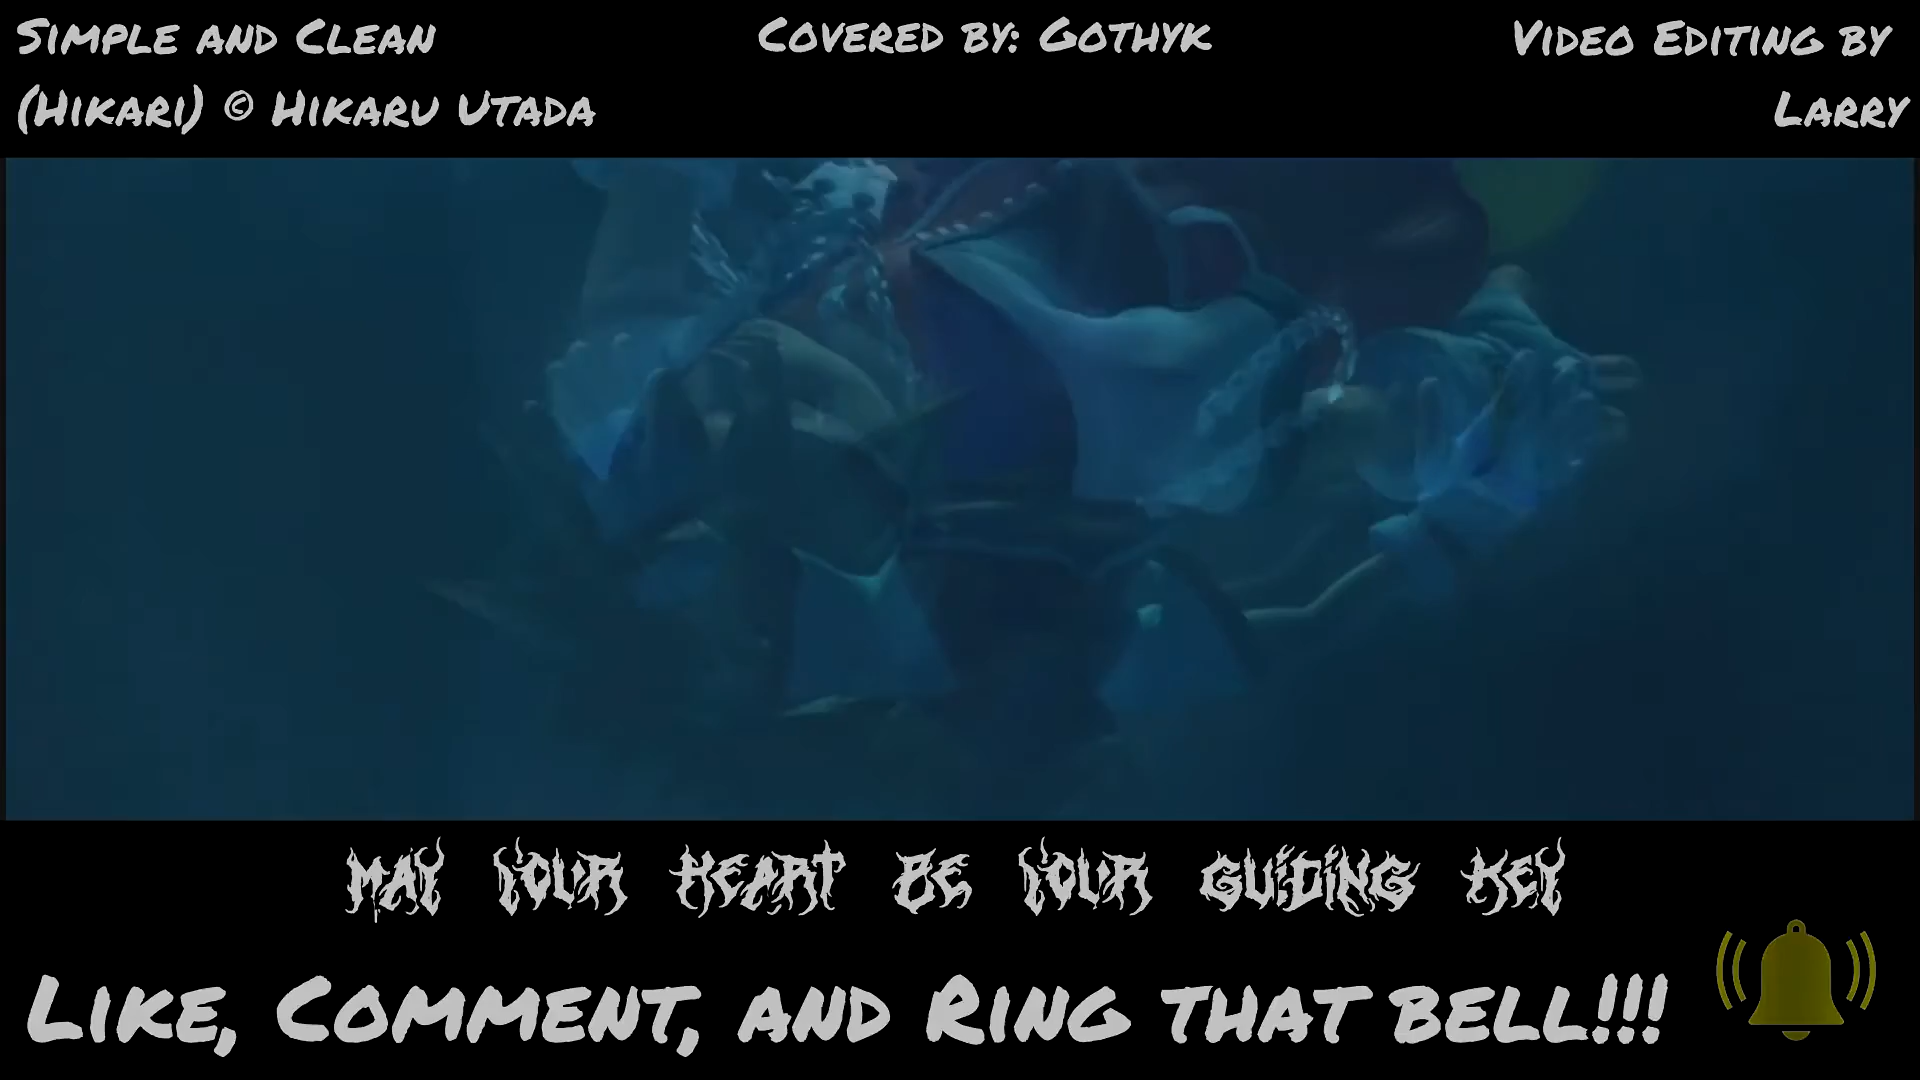 Simple and Clean
(Hikari) © Hikaru Utada
Covered by: Gothyk
Video Editing by
Larry
MAY YOUR HEART BE YOUR GUIDING KEY
Like, Comment, and Ring that bell!!!